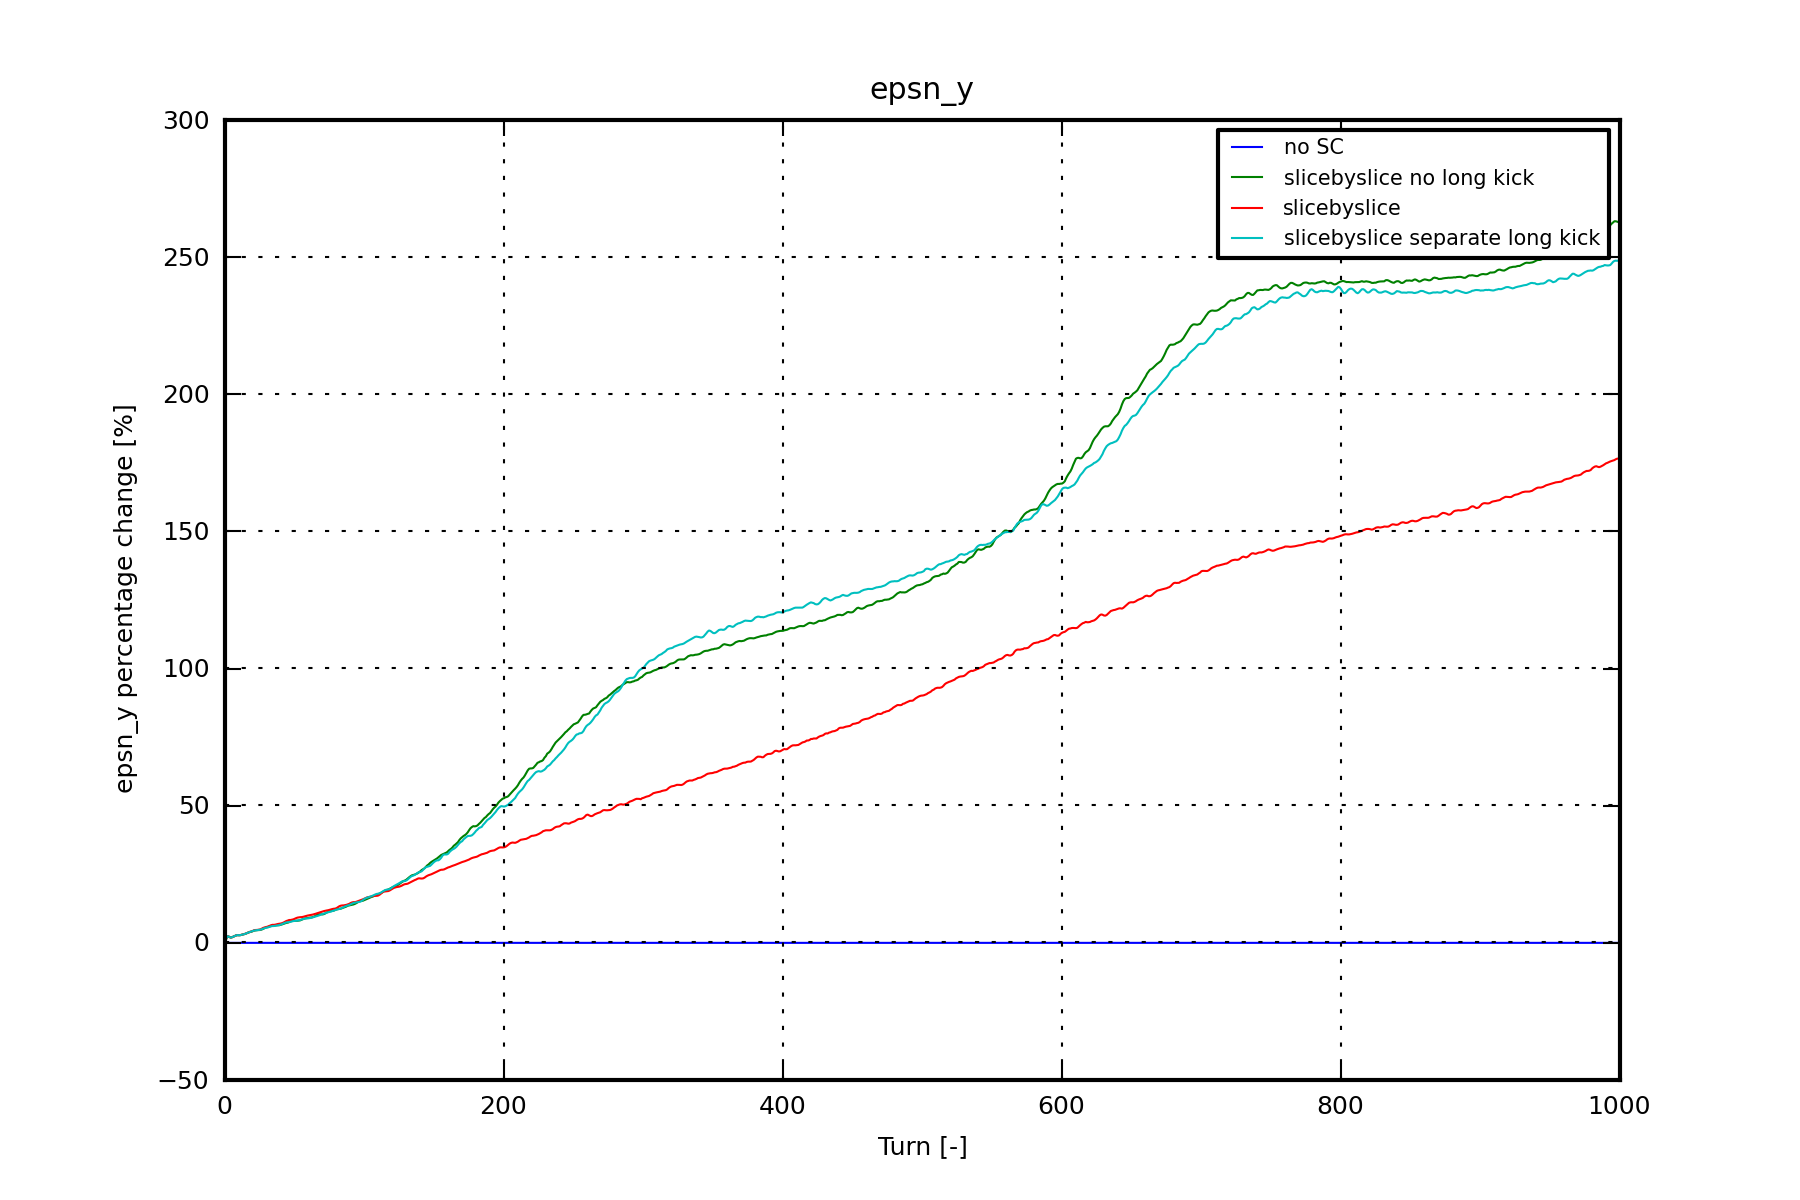 epsn_y
300
250
200
150
100
50
0
−50
epsn_y percentage change [%]
no SC
slicebyslice no long kick
slicebyslice
slicebyslice separate long kick
0 200 400 600 800 1000
Turn [-]